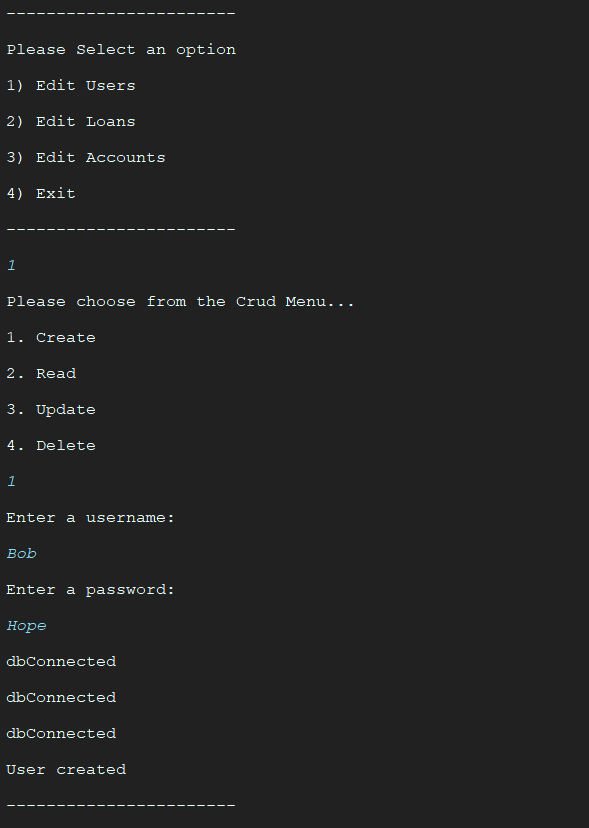 -----------------------
Please Select an option
1) Edit Users
2) Edit Loans
3) Edit Accounts
4) Exit
-----------------------
1
Please choose from the Crud Menu...
1. Create
2. Read
3. Update
4. Delete
1
Enter a username:
Bob
Enter a password:
Hope
dbConnected
dbConnected
dbConnected
User created
-----------------------